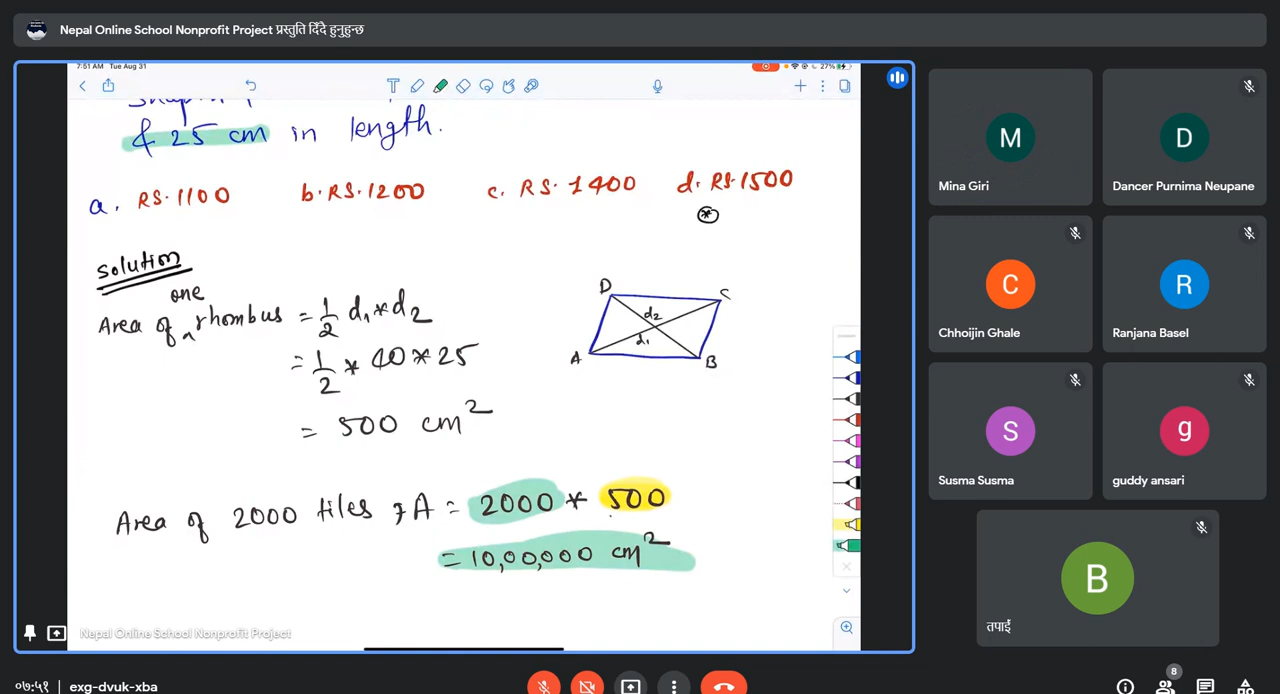 Nepal Online School Nonprofit Project प्रस्तुति दिँदै हुनुहुन्छ
7:51 AM Tue Aug 31
27%
T
& 25 cm in length.
a. RS. 1100 b. RS. 1200 c. RS. 1400 d. RS. 1500
solution
one
Area of ^ rhombus = 1/2 d1 * d2
= 1/2 * 40 * 25
= 500 cm²
D C
d2
d1
A B
Area of 2000 tiles, A = 2000 * 500
= 10,00,000 cm²
Nepal Online School Nonprofit Project
M
Mina Giri
D
Dancer Purnima Neupane
C
Chhoijin Ghale
R
Ranjana Basel
S
Susma Susma
g
guddy ansari
B
तपाईं
०७:५१ | exg-dvuk-xba
8